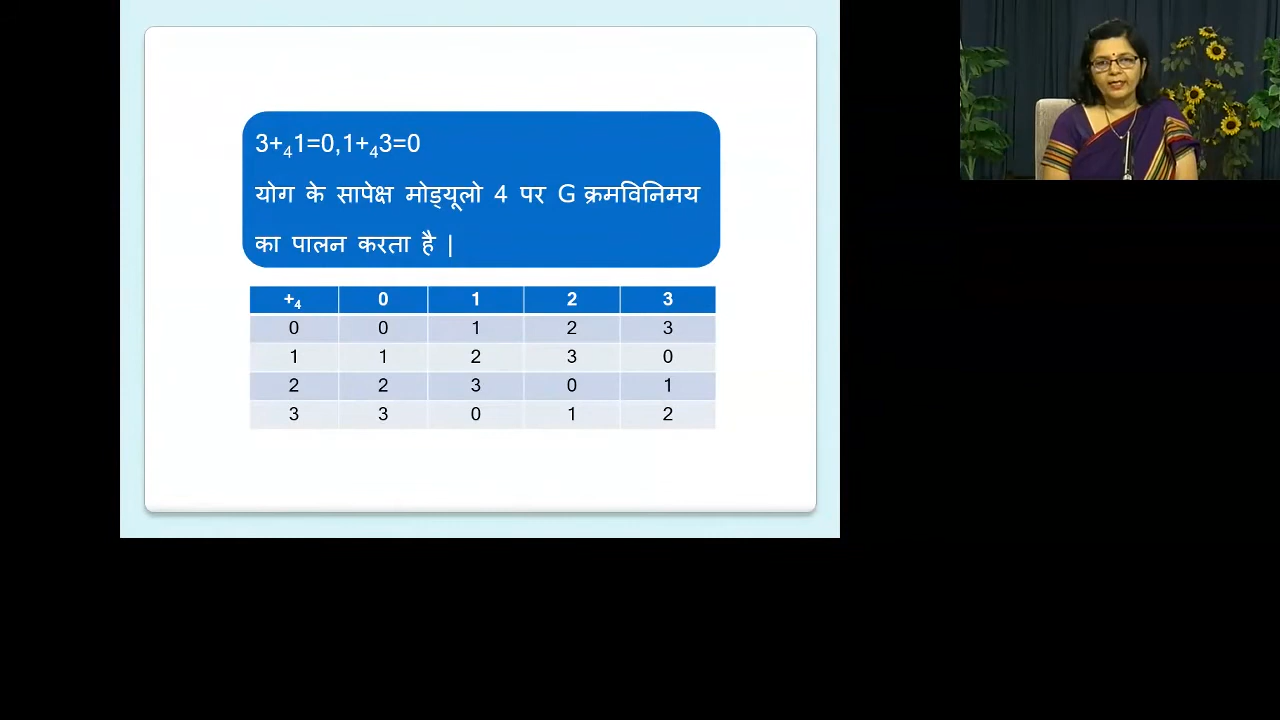 3+₄1=0,1+₄3=0
योग के सापेक्ष मोड्यूलो 4 पर G क्रमविनिमय
का पालन करता है |
+₄ 0 1 2 3
0 0 1 2 3
1 1 2 3 0
2 2 3 0 1
3 3 0 1 2